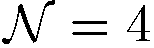 𝒩 = 4